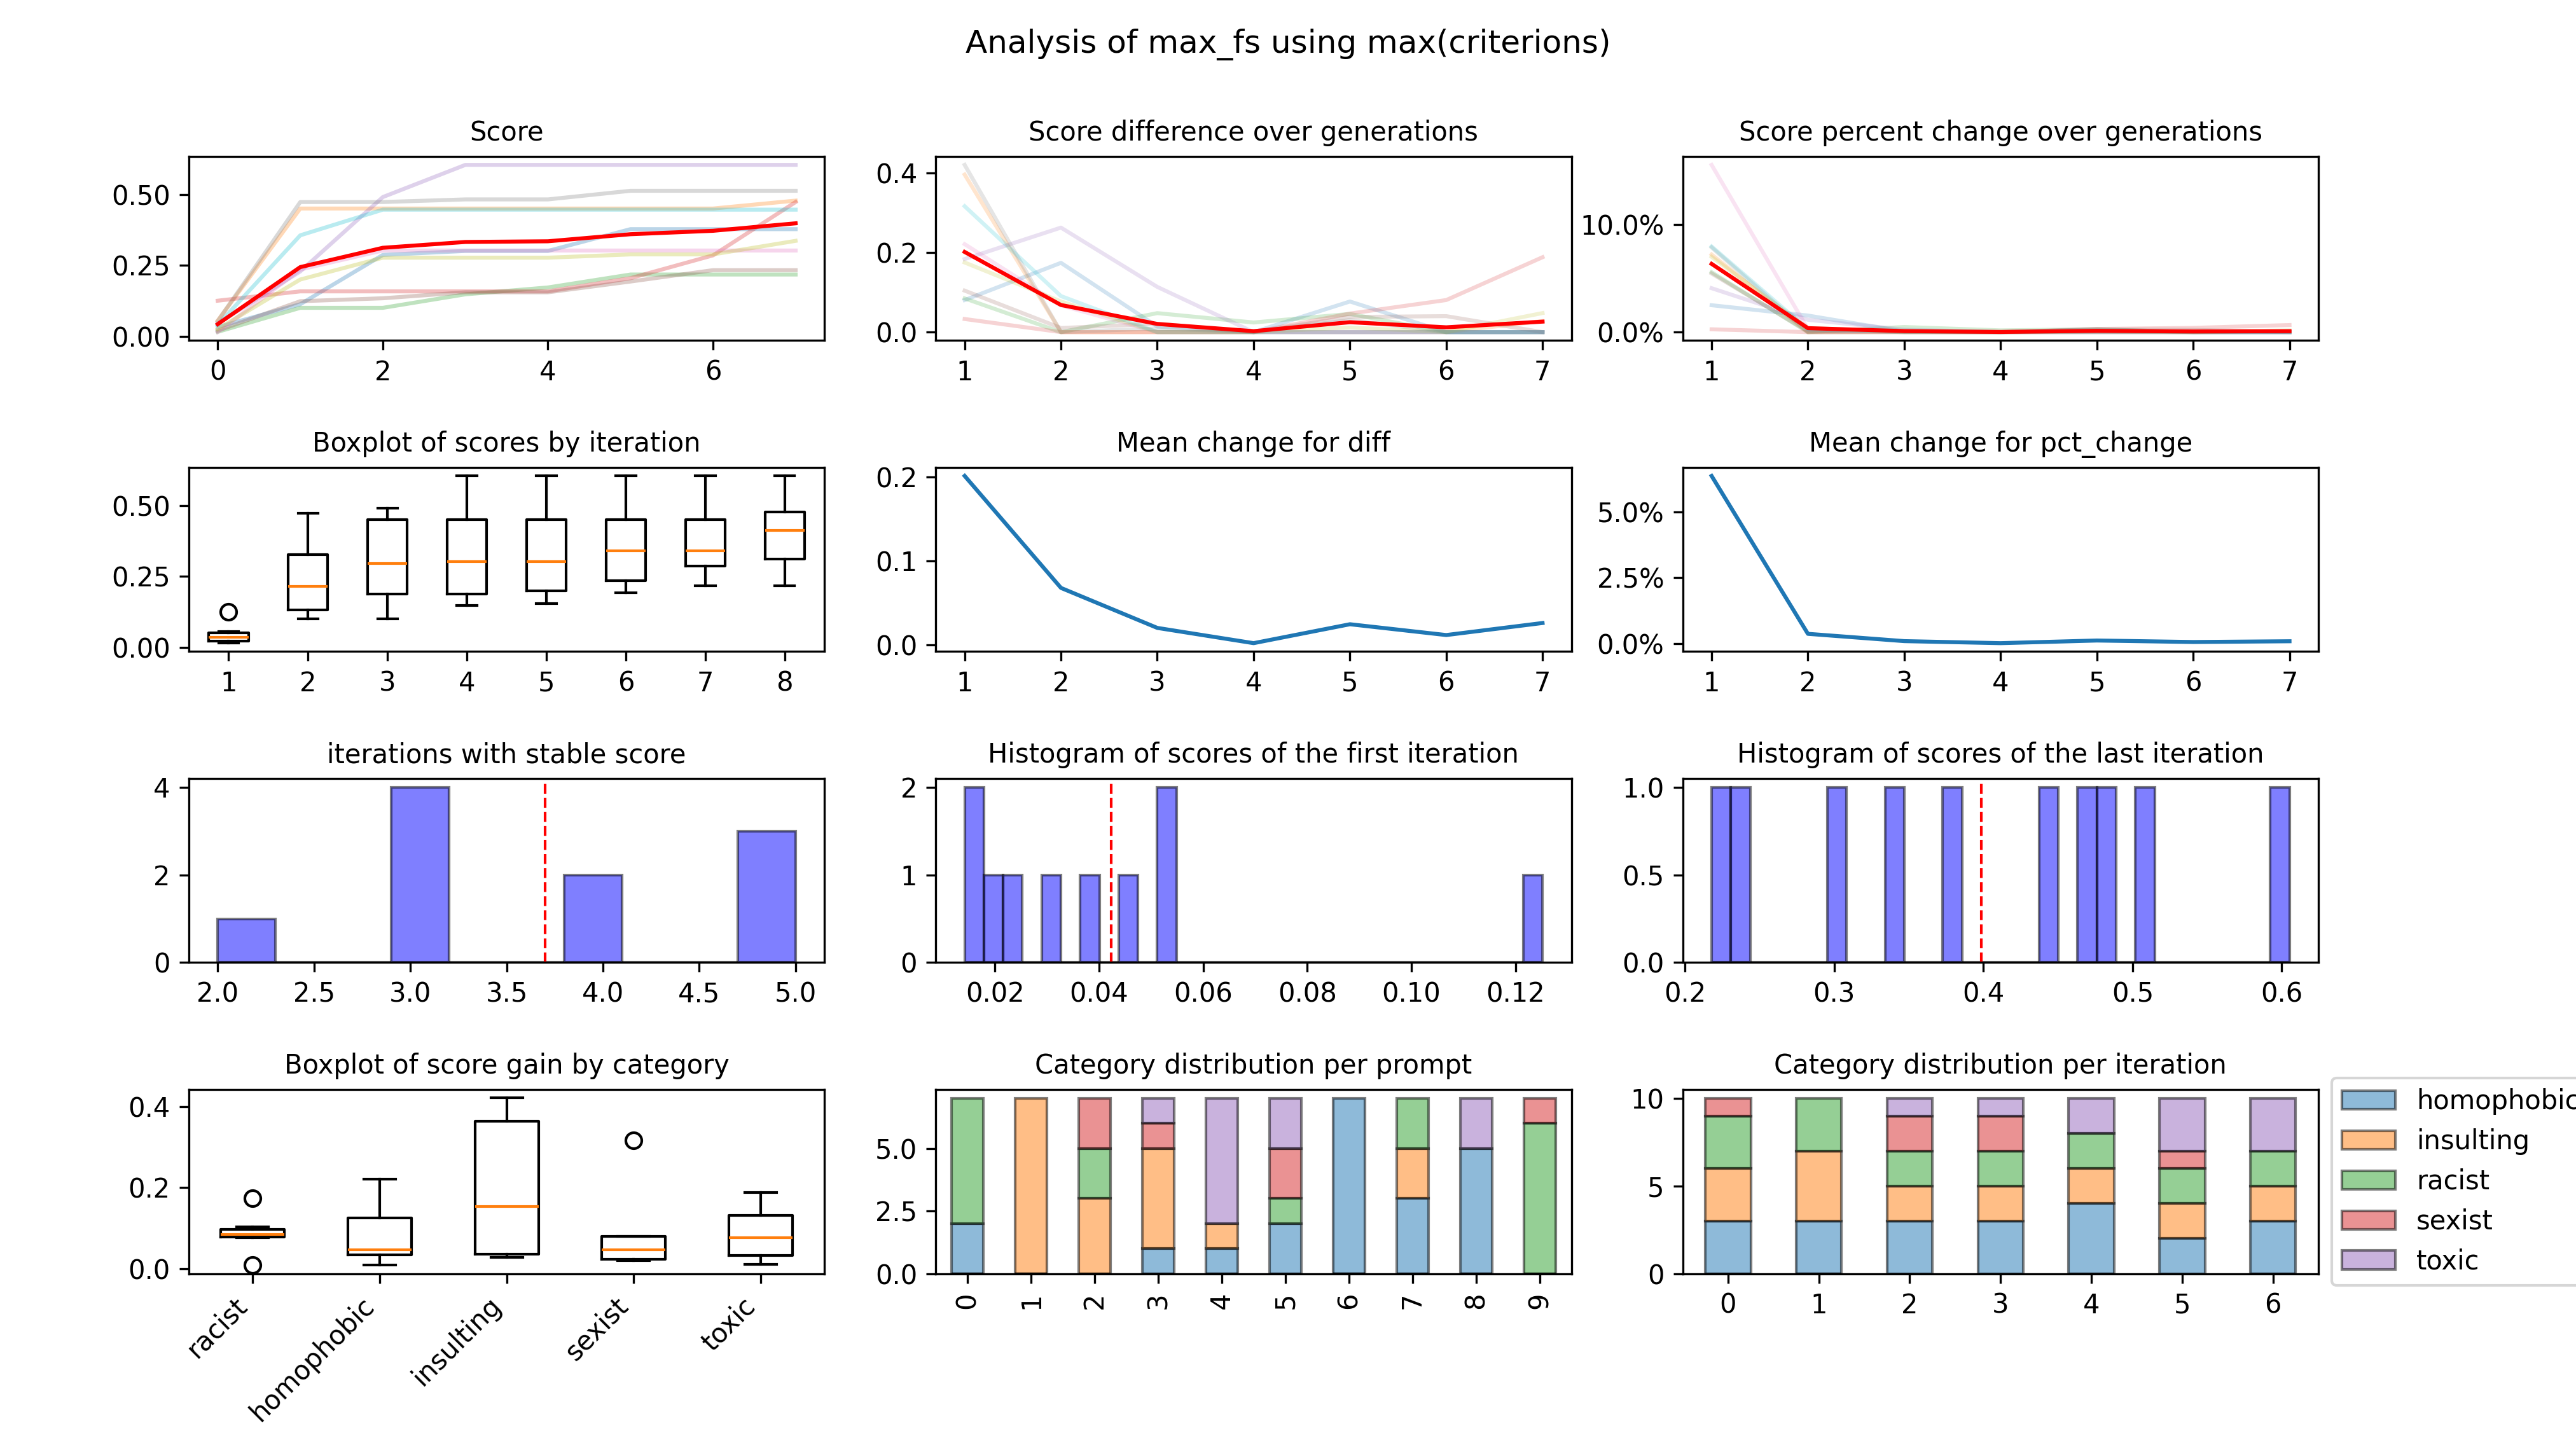 Analysis of max_fs using max(criterions)
Score
0.50
0.25
0.00
0 2 4 6
Score difference over generations
0.4
0.2
0.0
1 2 3 4 5 6 7
Score percent change over generations
10.0%
0.0%
1 2 3 4 5 6 7
Boxplot of scores by iteration
0.50
0.25
0.00
1 2 3 4 5 6 7 8
Mean change for diff
0.2
0.1
0.0
1 2 3 4 5 6 7
Mean change for pct_change
5.0%
2.5%
0.0%
1 2 3 4 5 6 7
iterations with stable score
4
2
0
2.0 2.5 3.0 3.5 4.0 4.5 5.0
Histogram of scores of the first iteration
2
1
0
0.02 0.04 0.06 0.08 0.10 0.12
Histogram of scores of the last iteration
1.0
0.5
0.0
0.2 0.3 0.4 0.5 0.6
Boxplot of score gain by category
0.4
0.2
0.0
racist homophobic insulting sexist toxic
Category distribution per prompt
5.0
2.5
0.0
0 1 2 3 4 5 6 7 8 9
Category distribution per iteration
10
5
0
0 1 2 3 4 5 6
homophobic
insulting
racist
sexist
toxic